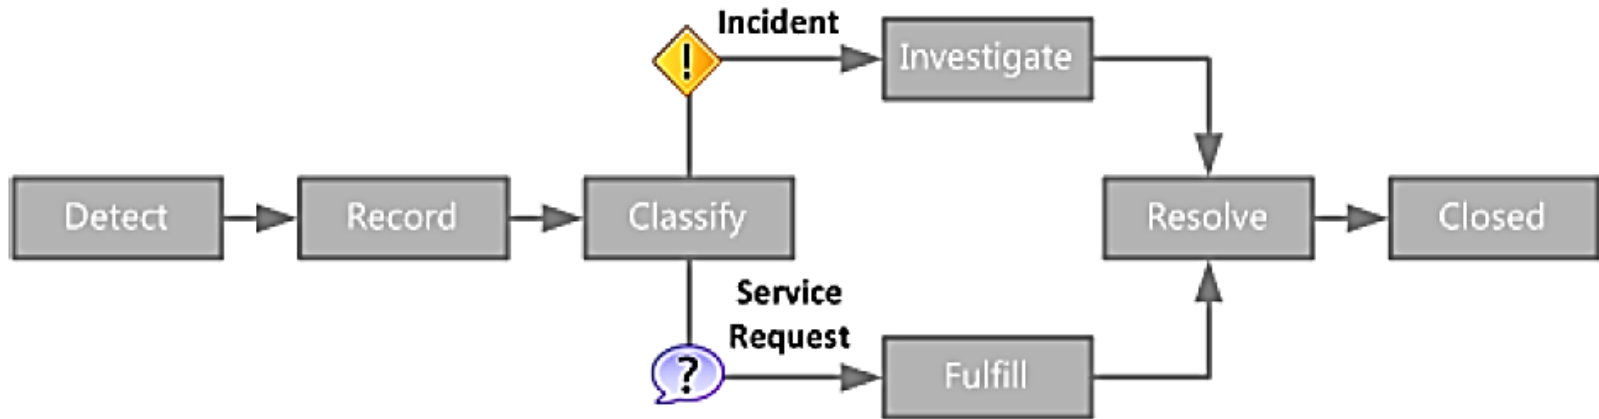 Incident
!
Investigate
Detect
Record
Classify
Resolve
Closed
Service
Request
?
Fulfill